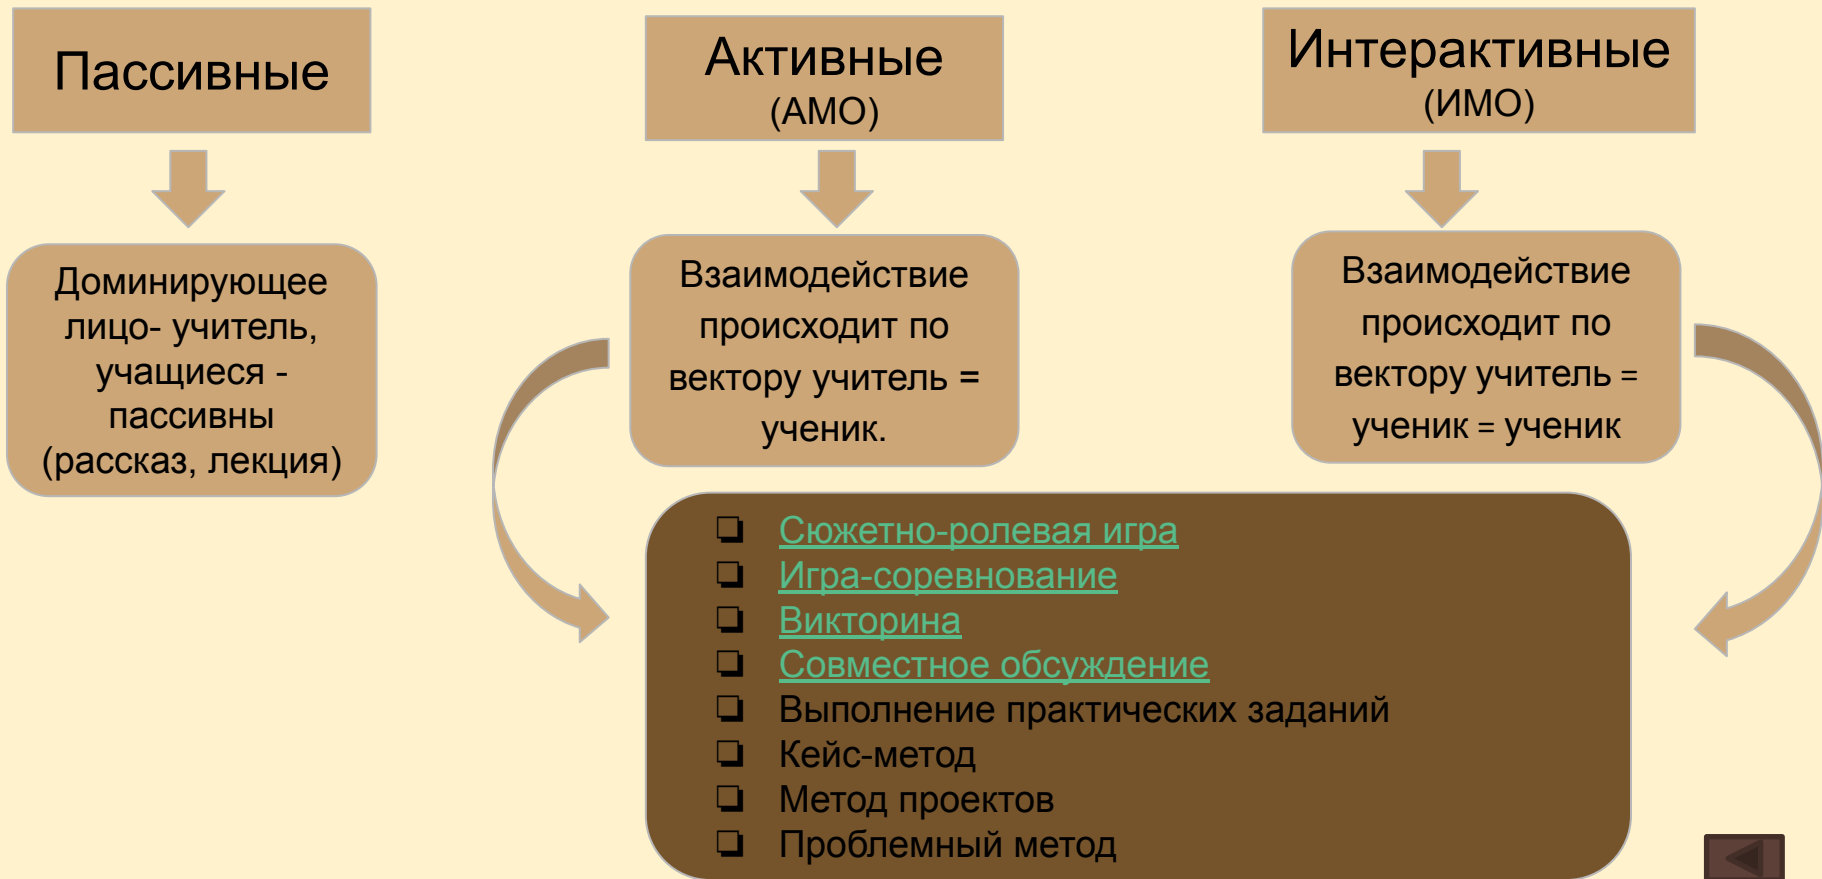 Пассивные
Доминирующее
лицо- учитель,
учащиеся -
пассивны
(рассказ, лекция)
Активные
(АМО)
Взаимодействие
происходит по
вектору учитель =
ученик.
Интерактивные
(ИМО)
Взаимодействие
происходит по
вектору учитель =
ученик = ученик
Сюжетно-ролевая игра
Игра-соревнование
Викторина
Совместное обсуждение
Выполнение практических заданий
Кейс-метод
Метод проектов
Проблемный метод